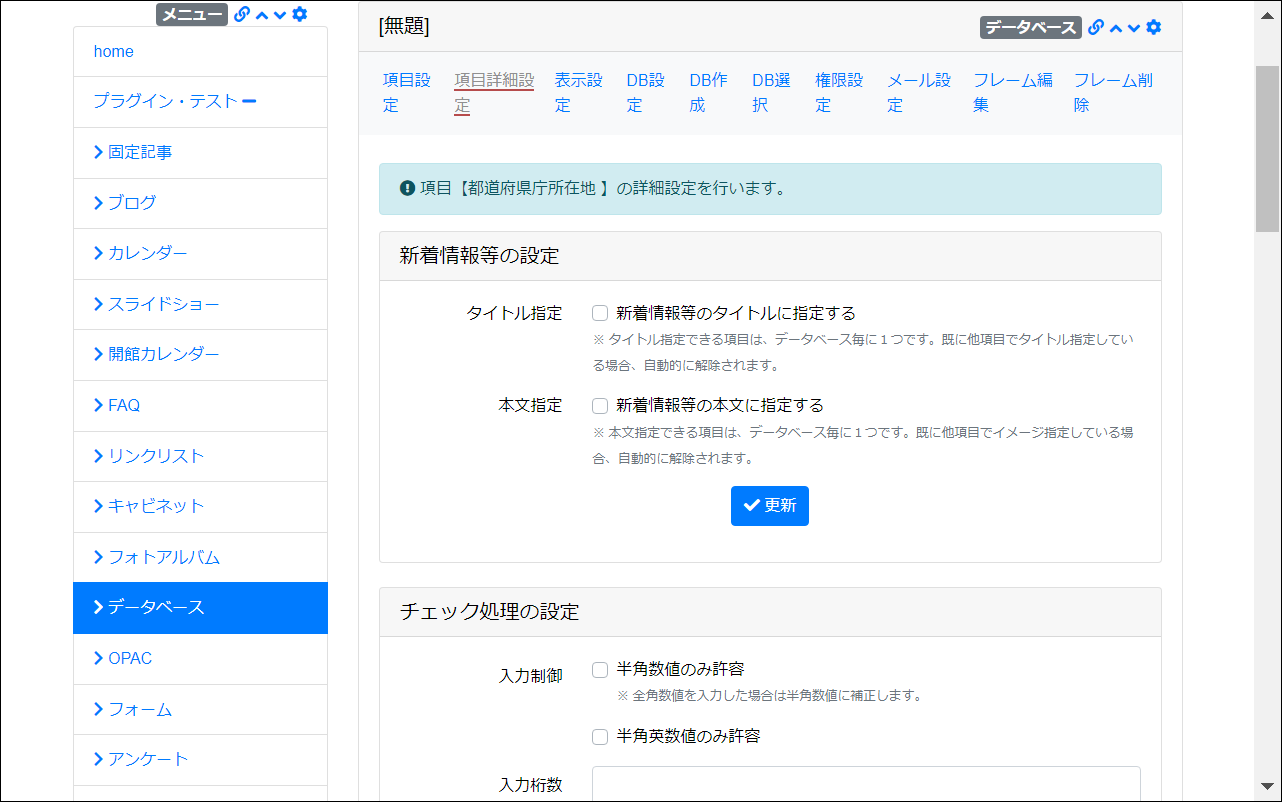 メニュー
home
プラグイン・テスト
固定記事
ブログ
カレンダー
スライドショー
開館カレンダー
FAQ
リンクリスト
キャビネット
フォトアルバム
データベース
OPAC
フォーム
アンケート
[無題]
データベース
項目設
定
項目詳細設
定
表示設
定
DB設
定
DB作
成
DB選
択
権限設
定
メール設
定
フレーム編
集
フレーム削
除
項目【都道府県庁所在地 】の詳細設定を行います。
新着情報等の設定
タイトル指定
新着情報等のタイトルに指定する
※ タイトル指定できる項目は、データベース毎に１つです。既に他項目でタイトル指定してい
る場合、自動的に解除されます。
本文指定
新着情報等の本文に指定する
※ 本文指定できる項目は、データベース毎に１つです。既に他項目でイメージ指定している場
合、自動的に解除されます。
更新
チェック処理の設定
入力制御
半角数値のみ許容
※ 全角数値を入力した場合は半角数値に補正します。
半角英数値のみ許容
入力桁数